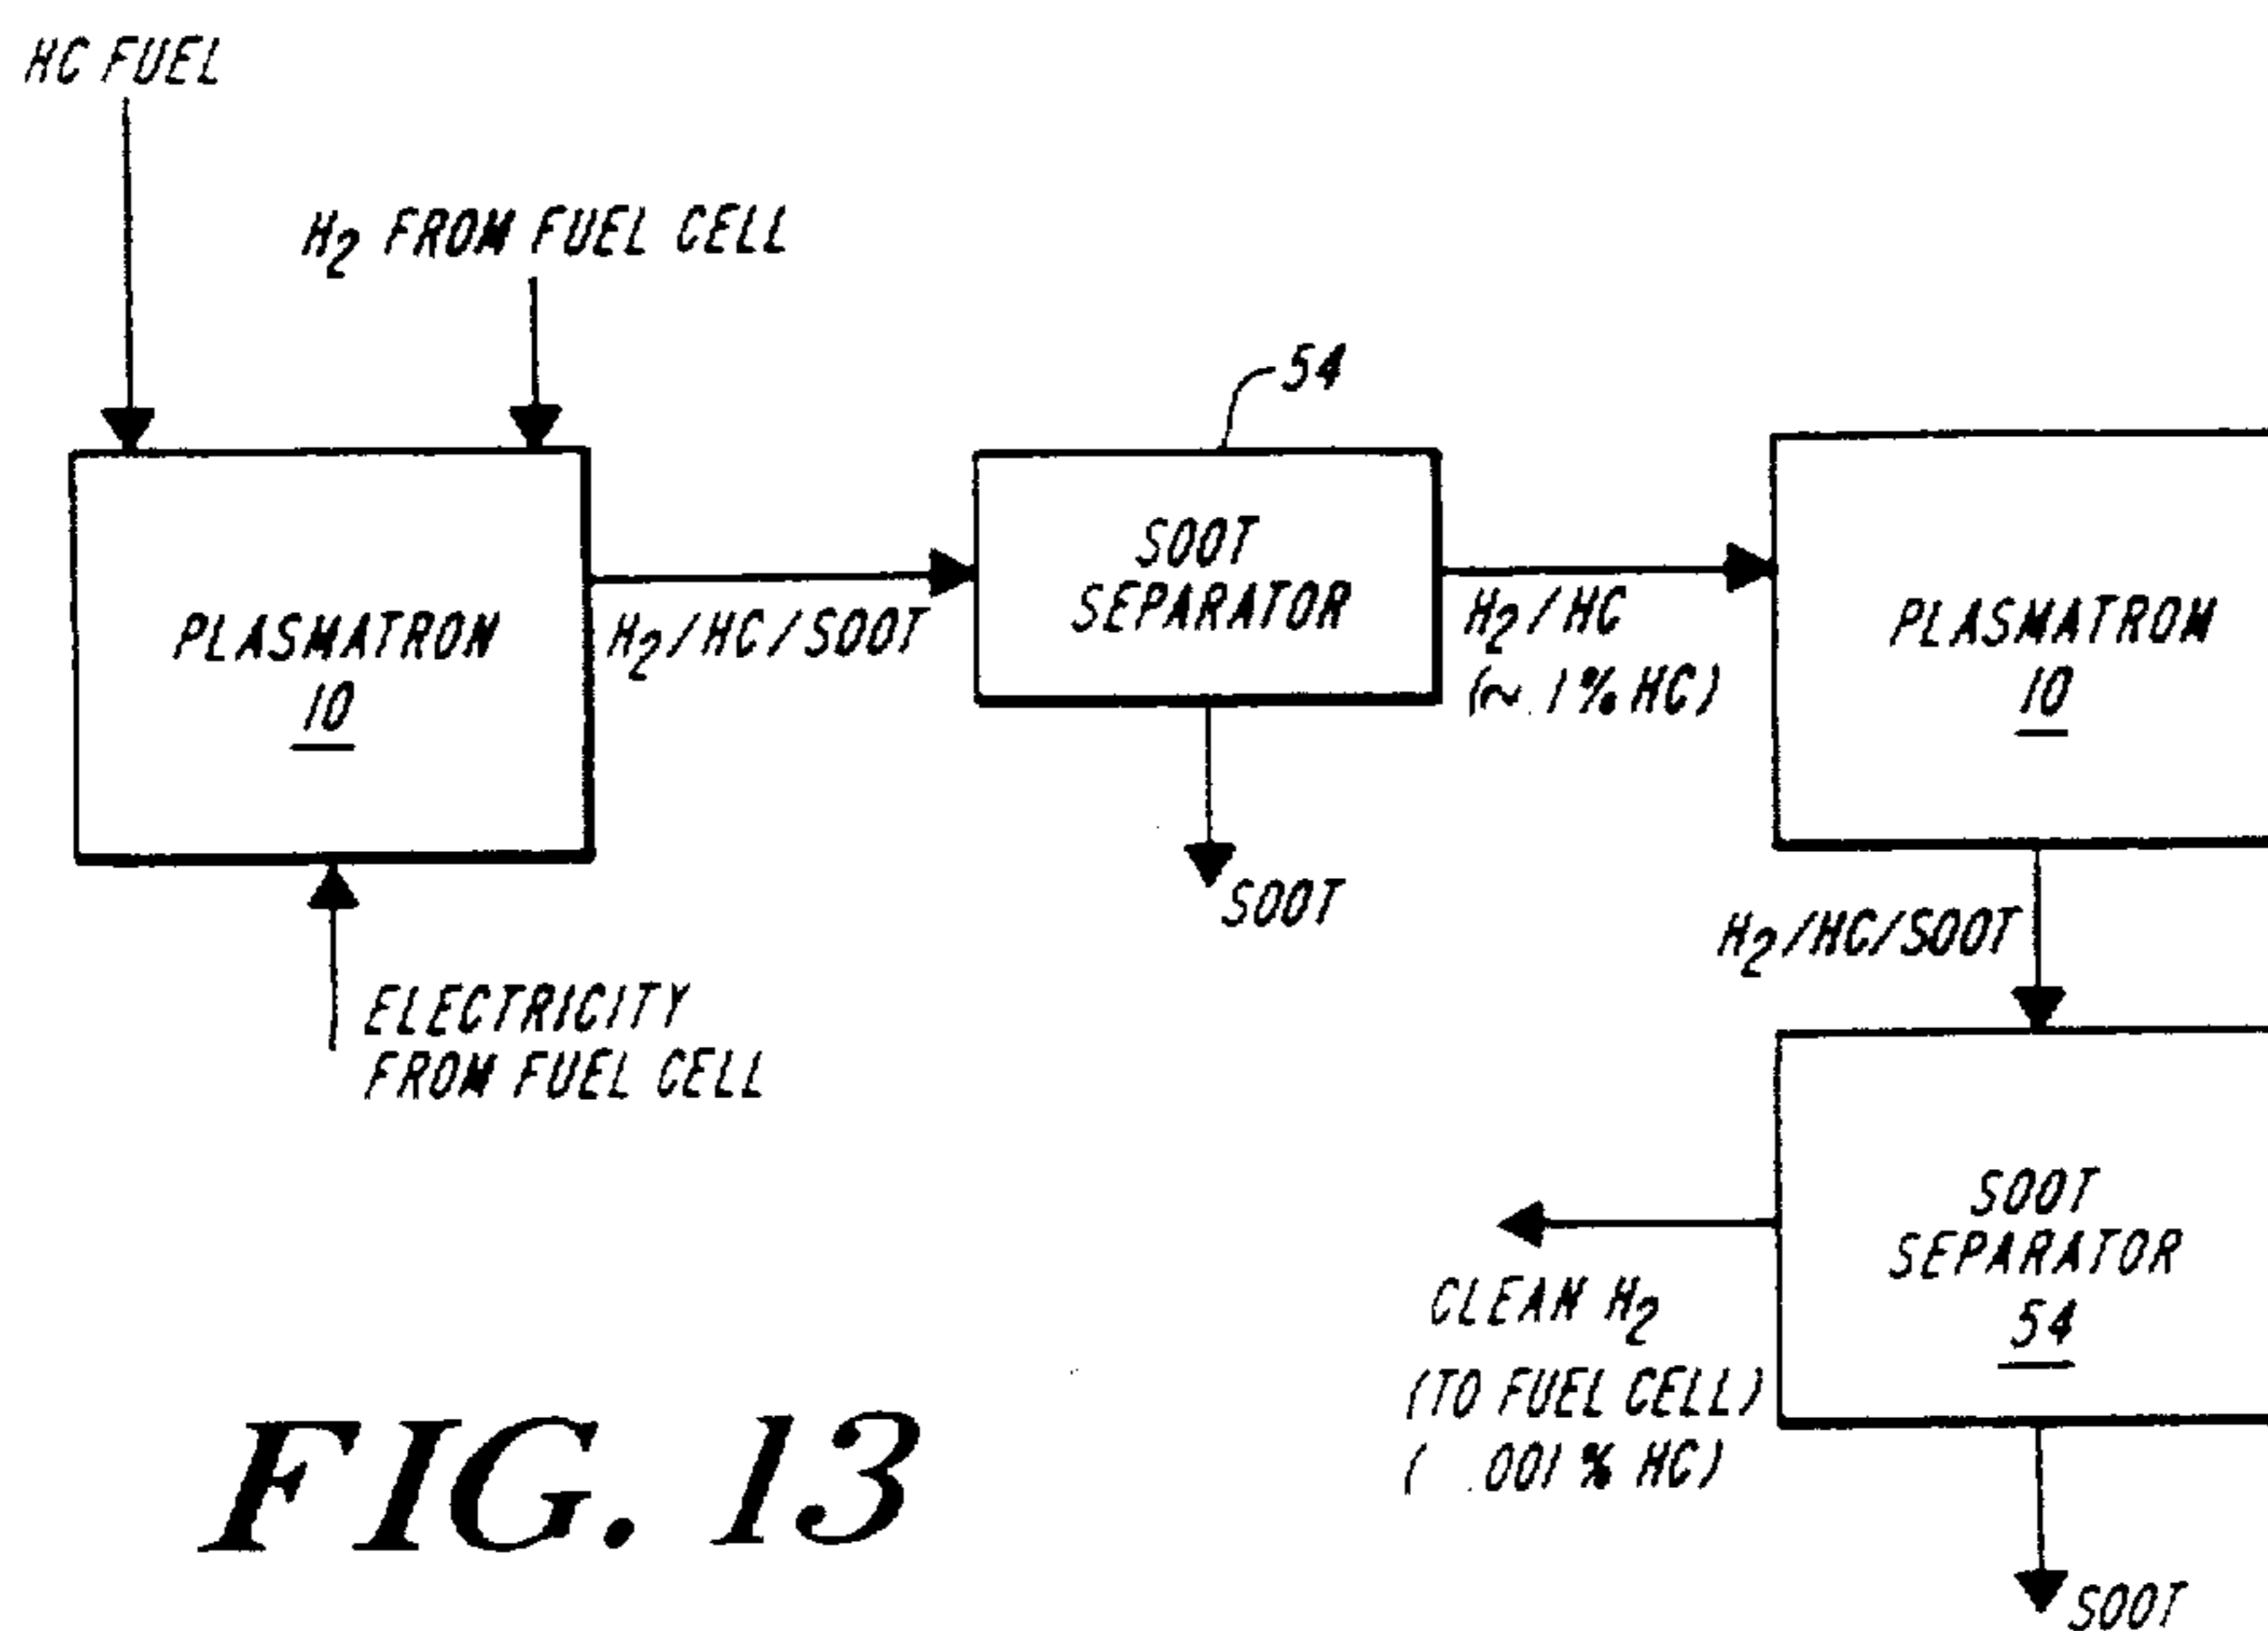 HC FUEL
H2 FROM FUEL CELL
54
PLASMATRON
10
H2/HC/SOOT
SOOT
SEPARATOR
H2/HC
(~.1% HC)
PLASMATRON
10
SOOT
H2/HC/SOOT
ELECTRICITY
FROM FUEL CELL
SOOT
SEPARATOR
54
CLEAN H2
(TO FUEL CELL)
( .001% HC)
SOOT
FIG. 13